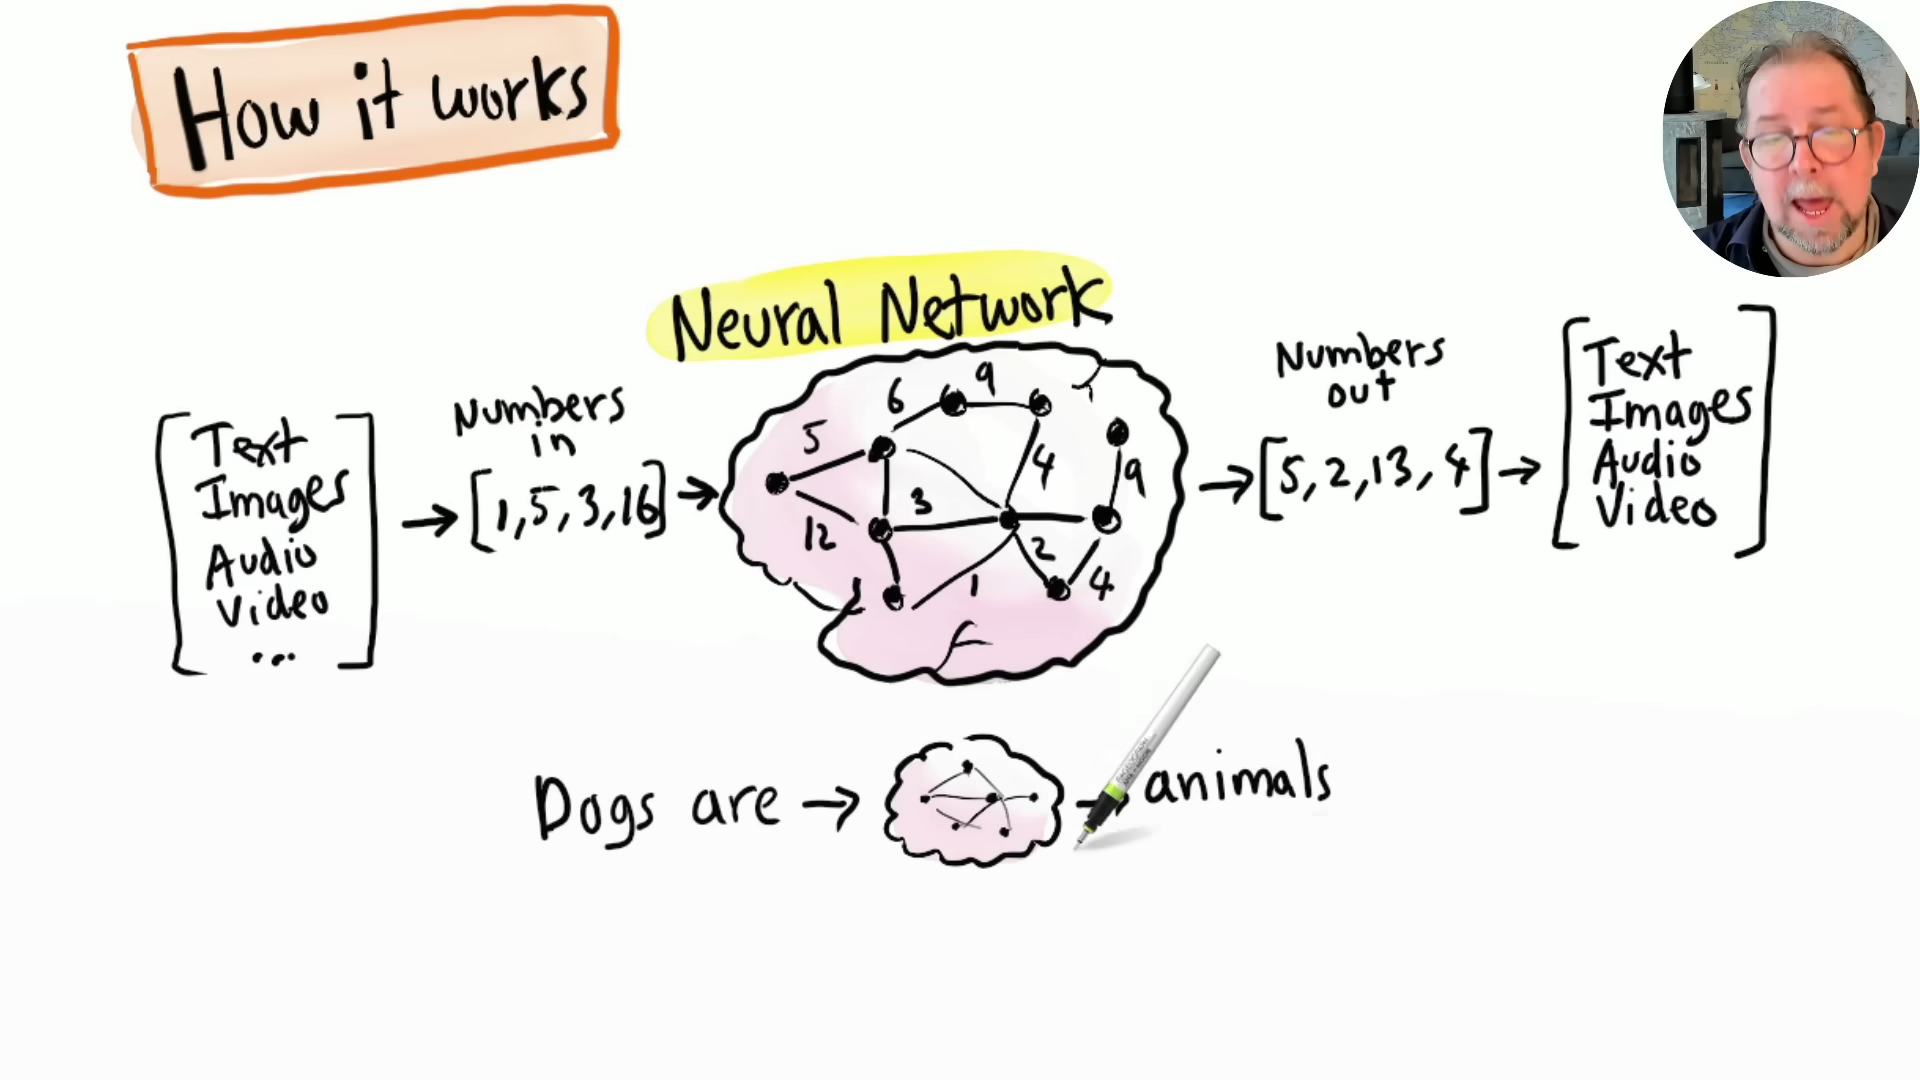 How it works
Neural Network
Text
Images
Audio
Video
...
Numbers
in
[1,5,3,16]
5
6
9
12
3
4
9
1
2
4
Numbers
out
[5,2,13,4]
Text
Images
Audio
Video
Dogs are → → animals